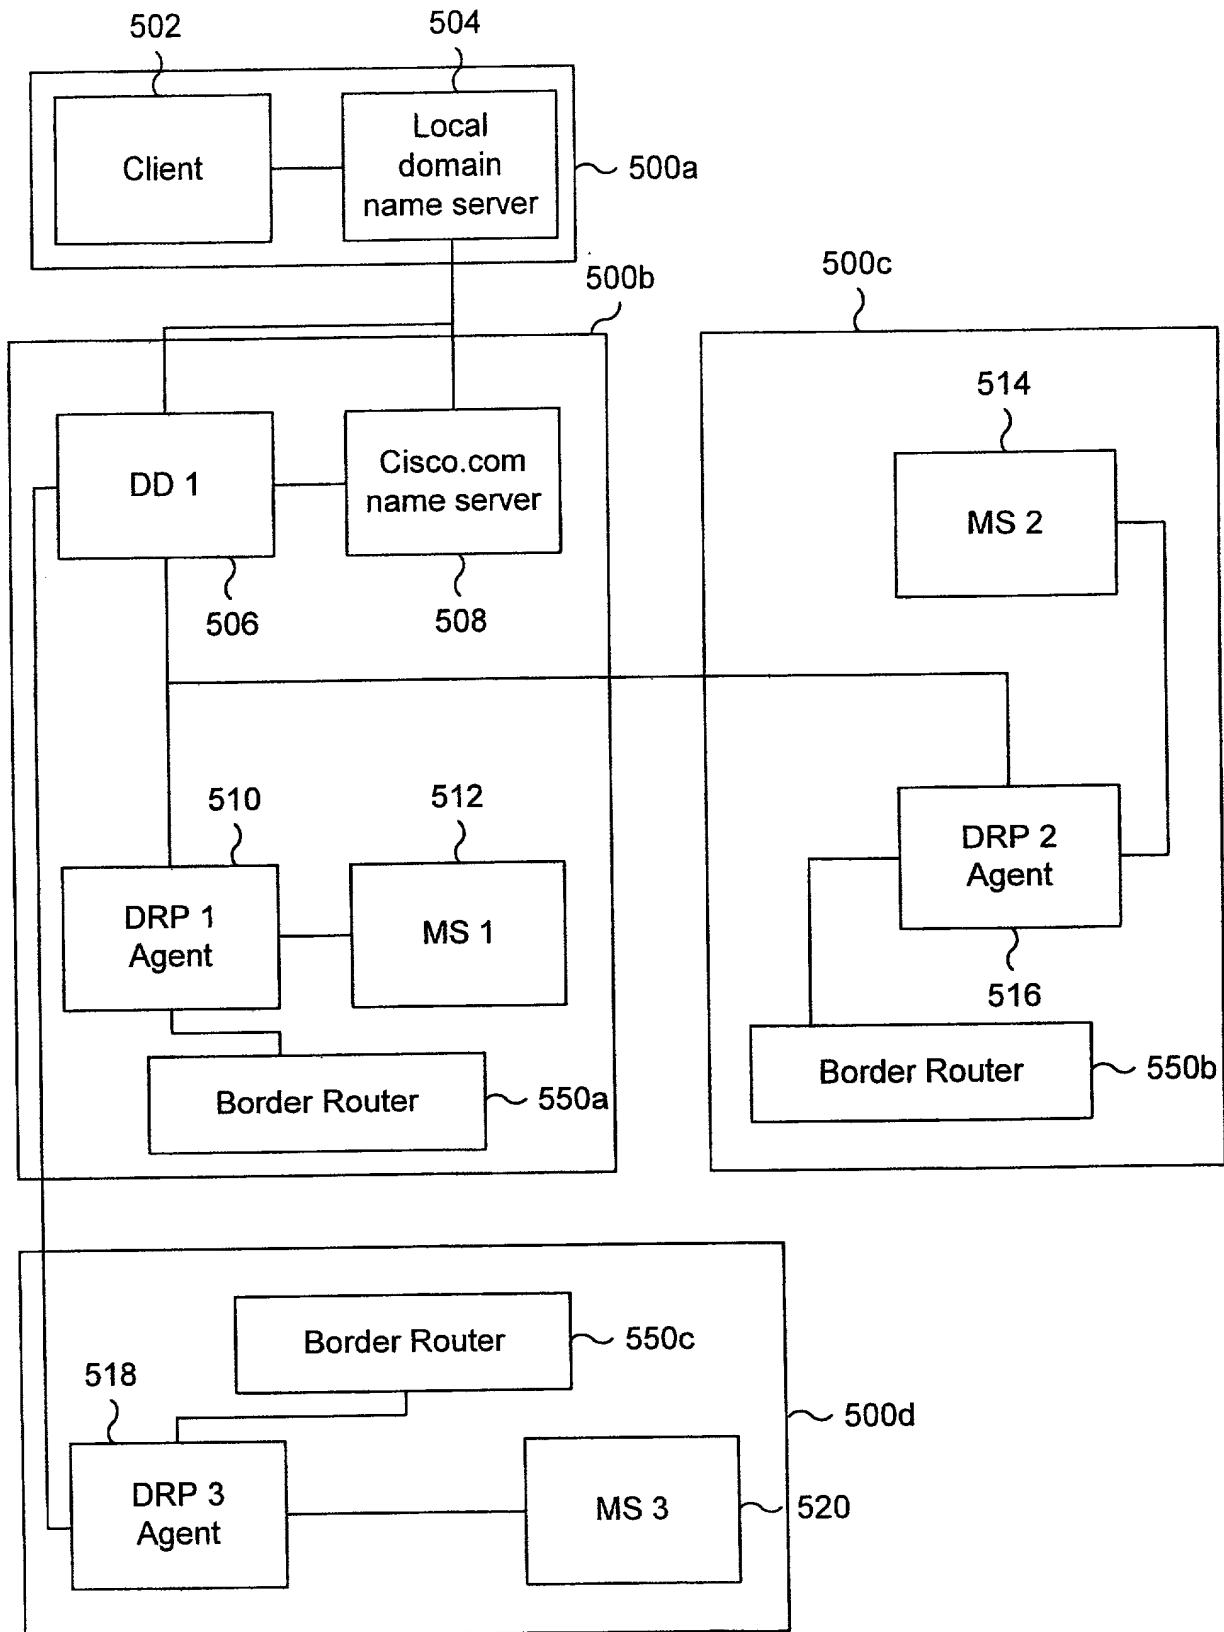 502
504
Client
Local
domain
name server
500a
500b
500c
DD 1
Cisco.com
name server
506
508
514
MS 2
510
512
DRP 1
Agent
MS 1
DRP 2
Agent
516
Border Router
550a
Border Router
550b
Border Router
550c
518
500d
DRP 3
Agent
MS 3
520